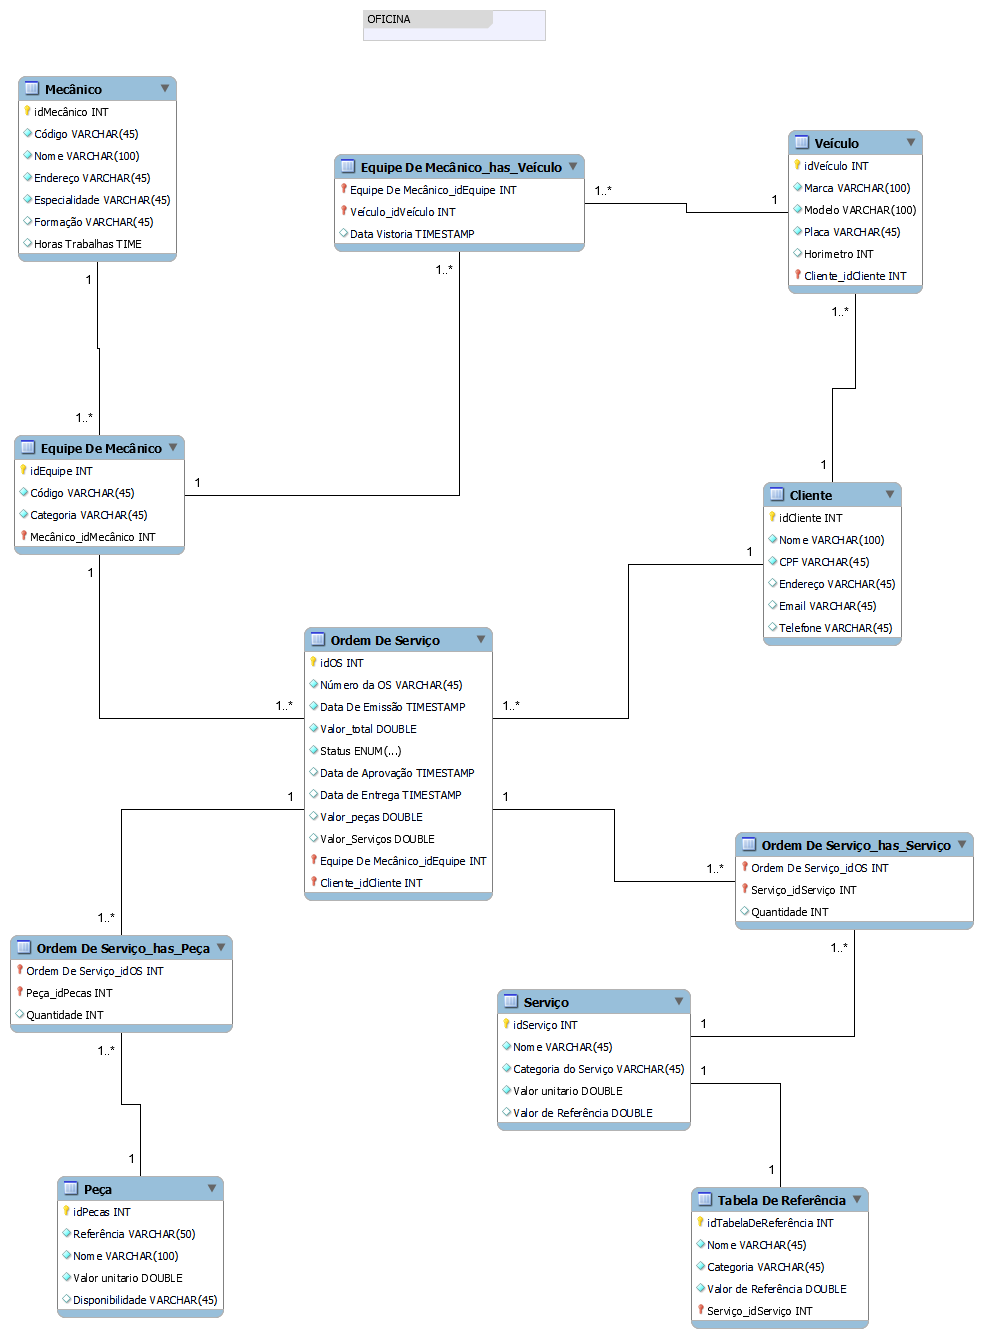 OFICINA
Mecânico
idMecânico INT
Código VARCHAR(45)
Nome VARCHAR(100)
Endereço VARCHAR(45)
Especialidade VARCHAR(45)
Formação VARCHAR(45)
Horas Trabalhas TIME
1
1..*
Equipe De Mecânico_has_Veículo
Equipe De Mecânico_idEquipe INT
Veículo_idVeículo INT
Data Vistoria TIMESTAMP
1..*
1
1..*
Veículo
idVeículo INT
Marca VARCHAR(100)
Modelo VARCHAR(100)
Placa VARCHAR(45)
Horimetro INT
Cliente_idCliente INT
1..*
1
Equipe De Mecânico
idEquipe INT
Código VARCHAR(45)
Categoria VARCHAR(45)
Mecânico_idMecânico INT
1
1
1..*
Cliente
idCliente INT
Nome VARCHAR(100)
CPF VARCHAR(45)
Endereço VARCHAR(45)
Email VARCHAR(45)
Telefone VARCHAR(45)
1
1..*
Ordem De Serviço
idOS INT
Número da OS VARCHAR(45)
Data De Emissão TIMESTAMP
Valor_total DOUBLE
Status ENUM(...)
Data de Aprovação TIMESTAMP
Data de Entrega TIMESTAMP
Valor_peças DOUBLE
Valor_Serviços DOUBLE
Equipe De Mecânico_idEquipe INT
Cliente_idCliente INT
1
1..*
1
1..*
Ordem De Serviço_has_Serviço
Ordem De Serviço_idOS INT
Serviço_idServiço INT
Quantidade INT
1..*
1
Ordem De Serviço_has_Peça
Ordem De Serviço_idOS INT
Peça_idPecas INT
Quantidade INT
1..*
1
Serviço
idServiço INT
Nome VARCHAR(45)
Categoria do Serviço VARCHAR(45)
Valor unitario DOUBLE
Valor de Referência DOUBLE
1
1
Peça
idPecas INT
Referência VARCHAR(50)
Nome VARCHAR(100)
Valor unitario DOUBLE
Disponibilidade VARCHAR(45)
Tabela De Referência
idTabelaDeReferência INT
Nome VARCHAR(45)
Categoria VARCHAR(45)
Valor de Referência DOUBLE
Serviço_idServiço INT